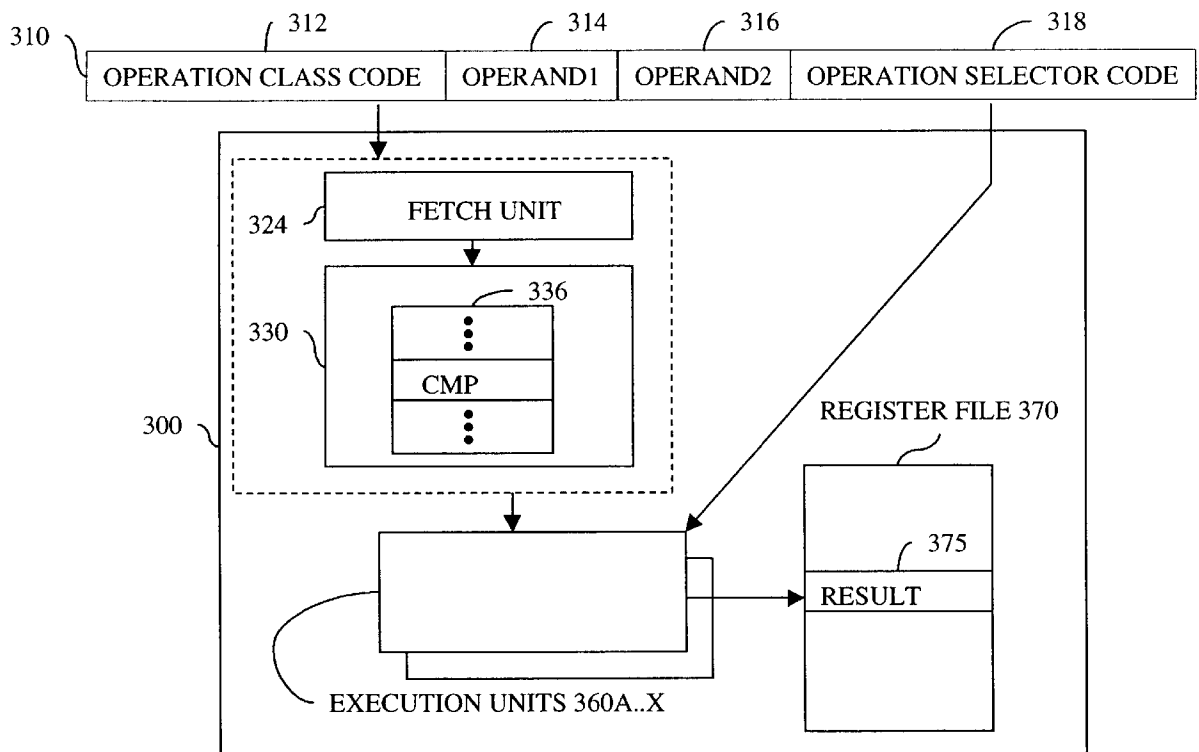 312 314 316 318
310
OPERATION CLASS CODE OPERAND1 OPERAND2 OPERATION SELECTOR CODE
324
FETCH UNIT
336
330
CMP
300
REGISTER FILE 370
375
RESULT
EXECUTION UNITS 360A..X